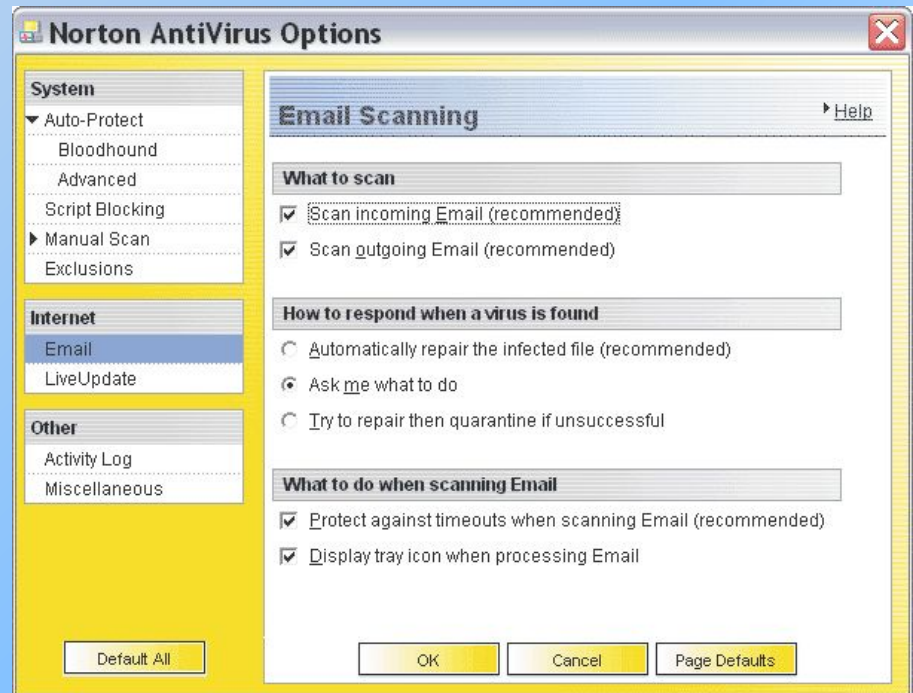 Norton AntiVirus Options
System
Auto-Protect
Bloodhound
Advanced
Script Blocking
Manual Scan
Exclusions
Internet
Email
LiveUpdate
Other
Activity Log
Miscellaneous
Default All
Email Scanning
Help
What to scan
Scan incoming Email (recommended)
Scan outgoing Email (recommended)
How to respond when a virus is found
Automatically repair the infected file (recommended)
Ask me what to do
Try to repair then quarantine if unsuccessful
What to do when scanning Email
Protect against timeouts when scanning Email (recommended)
Display tray icon when processing Email
OK
Cancel
Page Defaults